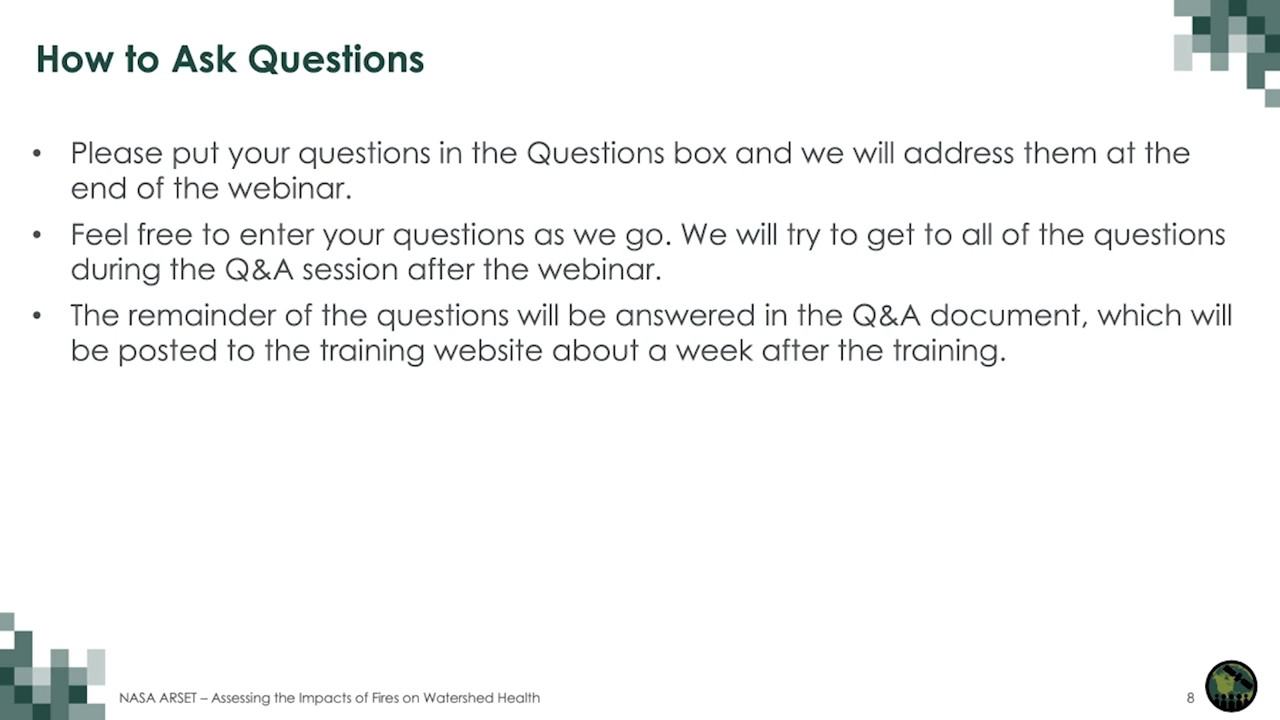 How to Ask Questions
• Please put your questions in the Questions box and we will address them at the
end of the webinar.
• Feel free to enter your questions as we go. We will try to get to all of the questions
during the Q&A session after the webinar.
• The remainder of the questions will be answered in the Q&A document, which will
be posted to the training website about a week after the training.
NASA ARSET – Assessing the Impacts of Fires on Watershed Health
8